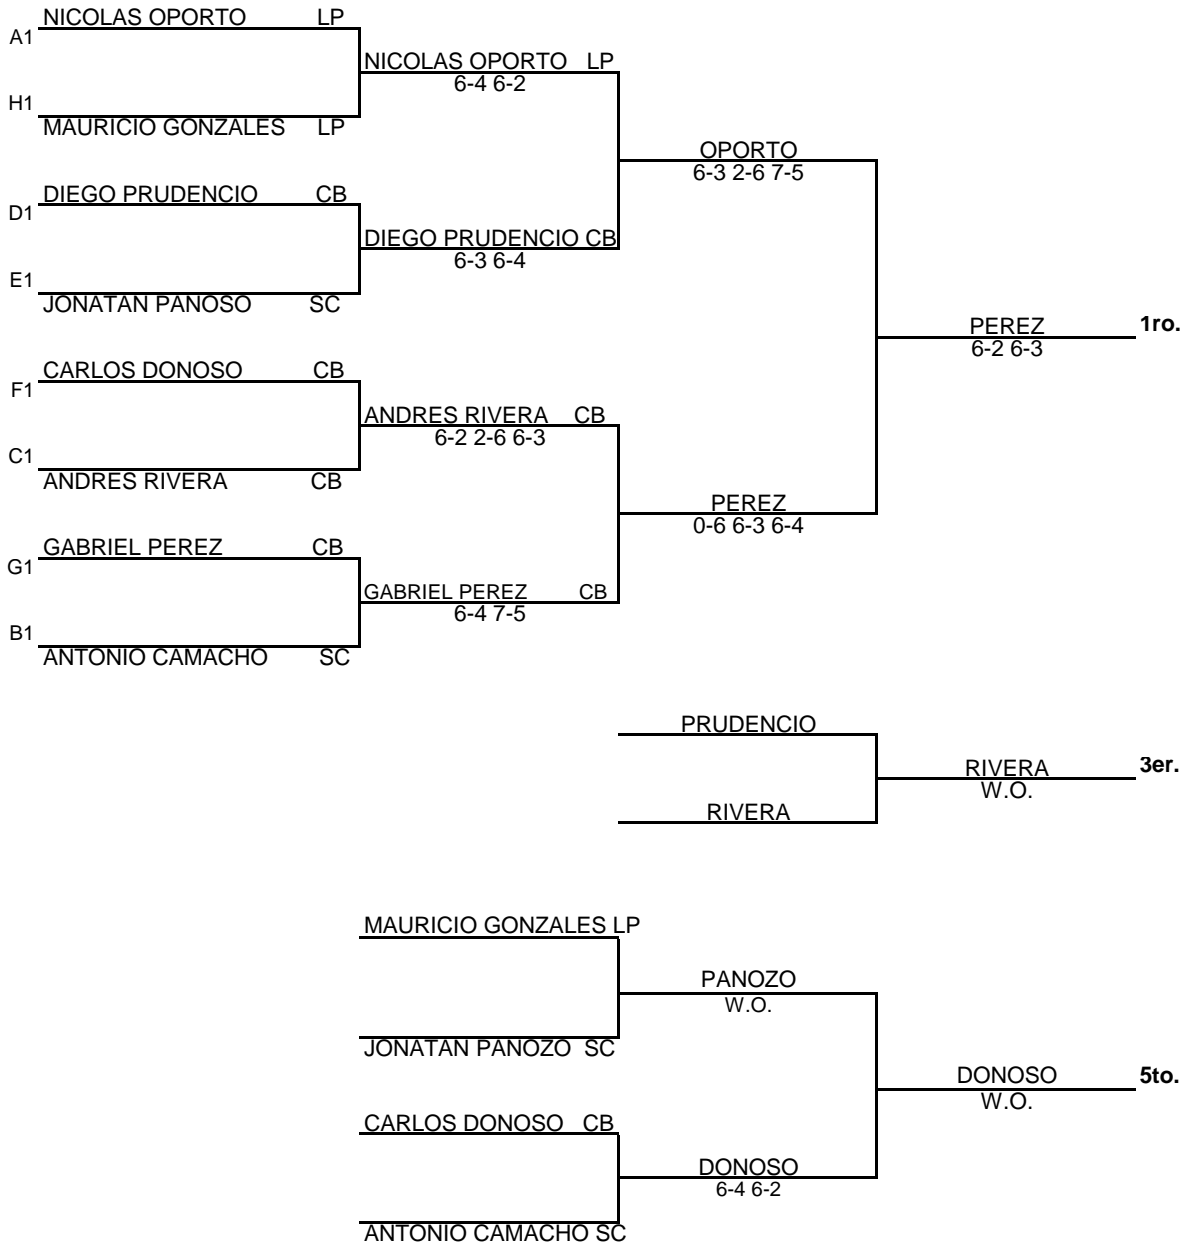 NICOLAS OPORTO LP
A1
NICOLAS OPORTO LP
6-4 6-2
H1
MAURICIO GONZALES LP
OPORTO
6-3 2-6 7-5
DIEGO PRUDENCIO CB
D1
DIEGO PRUDENCIO CB
6-3 6-4
E1
JONATAN PANOSO SC
PEREZ 1ro.
6-2 6-3
CARLOS DONOSO CB
F1
ANDRES RIVERA CB
6-2 2-6 6-3
C1
ANDRES RIVERA CB
PEREZ
0-6 6-3 6-4
GABRIEL PEREZ CB
G1
GABRIEL PEREZ CB
6-4 7-5
B1
ANTONIO CAMACHO SC
PRUDENCIO
RIVERA 3er.
W.O.
RIVERA
MAURICIO GONZALES LP
PANOZO
W.O.
JONATAN PANOZO SC
DONOSO 5to.
W.O.
CARLOS DONOSO CB
DONOSO
6-4 6-2
ANTONIO CAMACHO SC